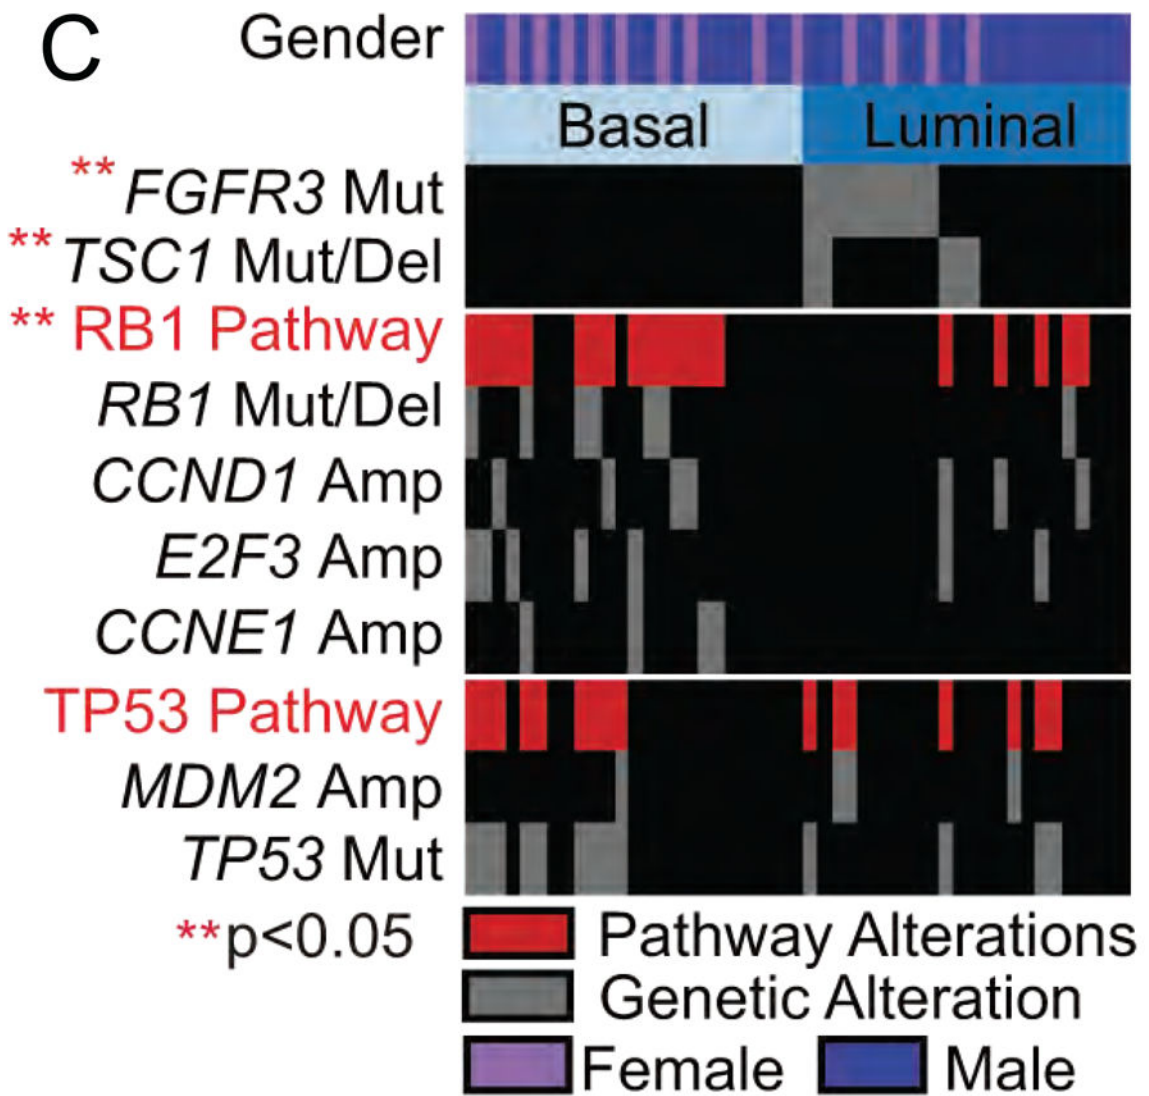 C
Gender
Basal Luminal
** FGFR3 Mut
** TSC1 Mut/Del
** RB1 Pathway
RB1 Mut/Del
CCND1 Amp
E2F3 Amp
CCNE1 Amp
TP53 Pathway
MDM2 Amp
TP53 Mut
**p<0.05
Pathway Alterations
Genetic Alteration
Female Male